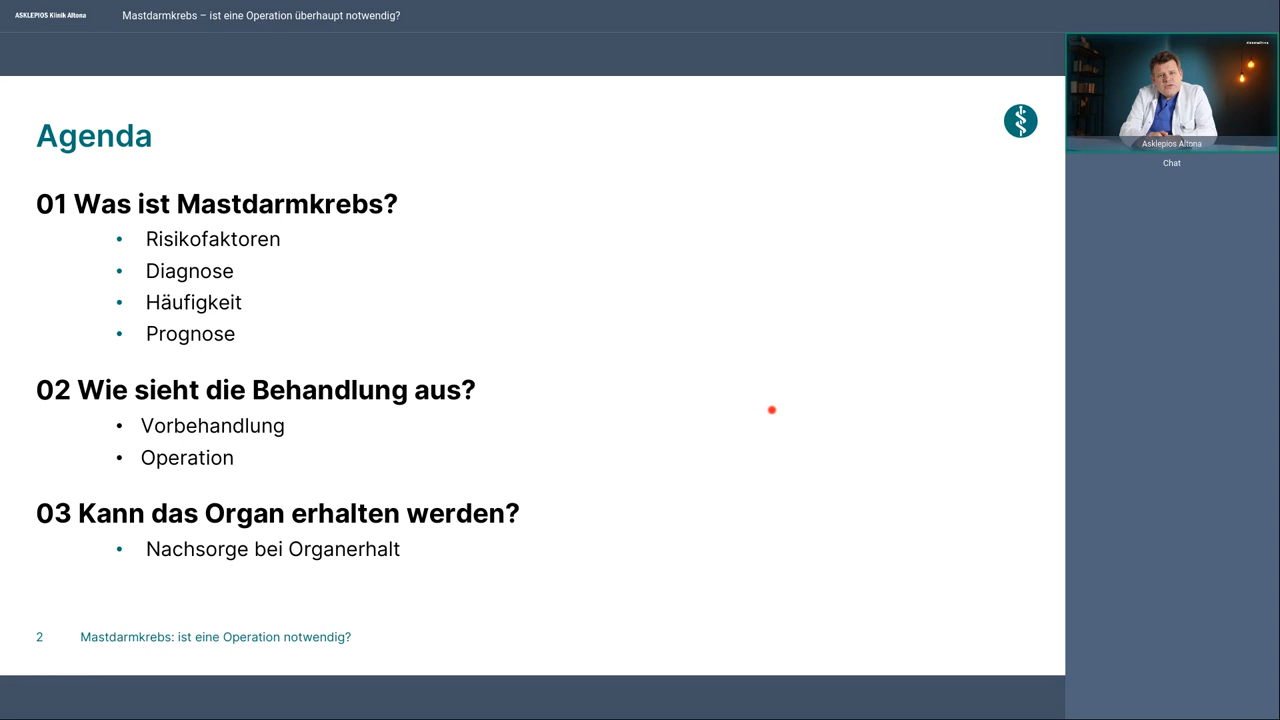 ASKLEPIOS Klinik Altona
Mastdarmkrebs – ist eine Operation überhaupt notwendig?
Agenda
01 Was ist Mastdarmkrebs?
• Risikofaktoren
• Diagnose
• Häufigkeit
• Prognose
02 Wie sieht die Behandlung aus?
• Vorbehandlung
• Operation
03 Kann das Organ erhalten werden?
• Nachsorge bei Organerhalt
2 Mastdarmkrebs: ist eine Operation notwendig?
Asklepios Altona
Chat